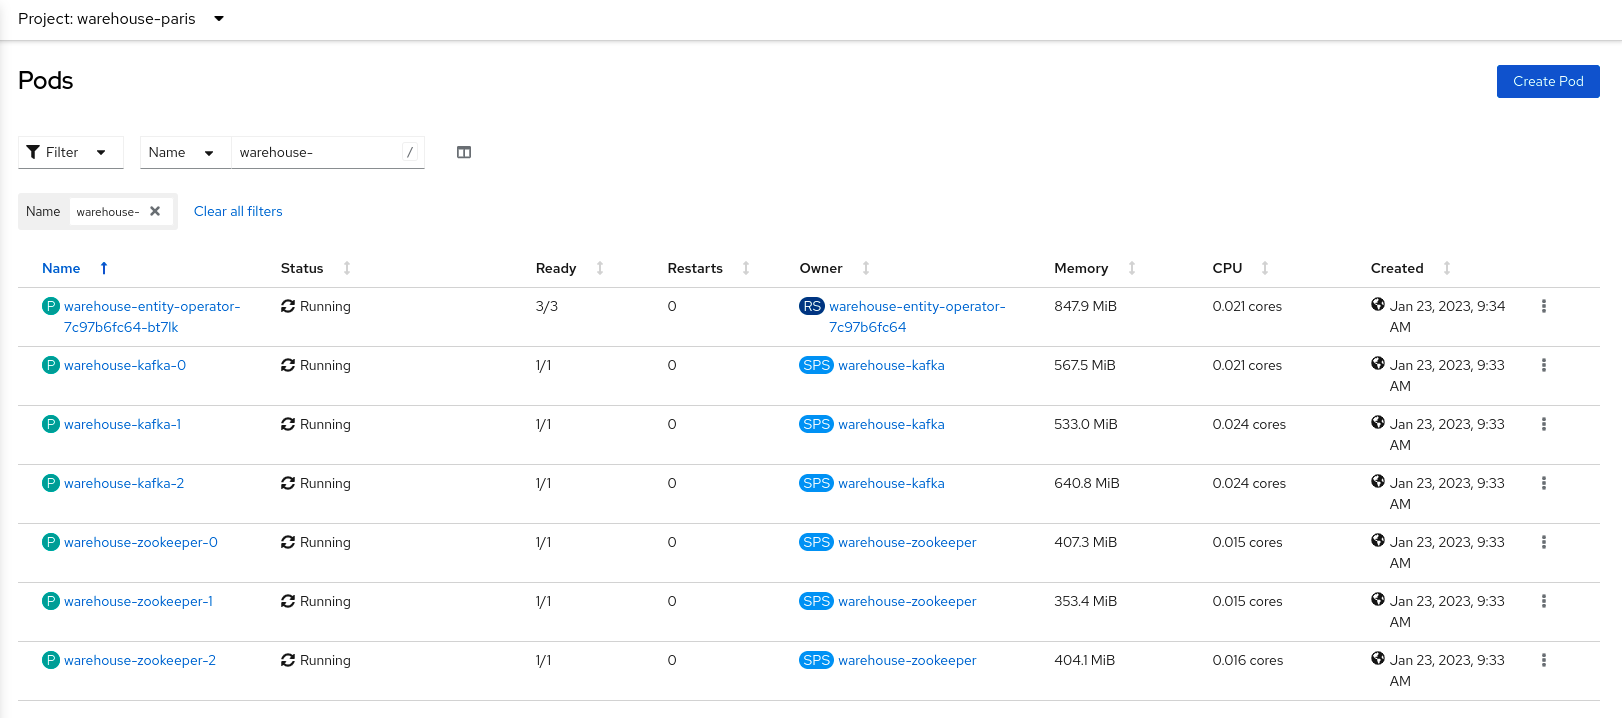 Project: warehouse-paris
Pods
Create Pod
Filter Name warehouse- /
Name warehouse- Clear all filters
Name Status Ready Restarts Owner Memory CPU Created
P warehouse-entity-operator- Running 3/3 0 RS warehouse-entity-operator- 847.9 MiB 0.021 cores Jan 23, 2023, 9:34
7c97b6fc64-bt7lk 7c97b6fc64 AM
P warehouse-kafka-0 Running 1/1 0 SPS warehouse-kafka 567.5 MiB 0.021 cores Jan 23, 2023, 9:33
AM
P warehouse-kafka-1 Running 1/1 0 SPS warehouse-kafka 533.0 MiB 0.024 cores Jan 23, 2023, 9:33
AM
P warehouse-kafka-2 Running 1/1 0 SPS warehouse-kafka 640.8 MiB 0.024 cores Jan 23, 2023, 9:33
AM
P warehouse-zookeeper-0 Running 1/1 0 SPS warehouse-zookeeper 407.3 MiB 0.015 cores Jan 23, 2023, 9:33
AM
P warehouse-zookeeper-1 Running 1/1 0 SPS warehouse-zookeeper 353.4 MiB 0.015 cores Jan 23, 2023, 9:33
AM
P warehouse-zookeeper-2 Running 1/1 0 SPS warehouse-zookeeper 404.1 MiB 0.016 cores Jan 23, 2023, 9:33
AM